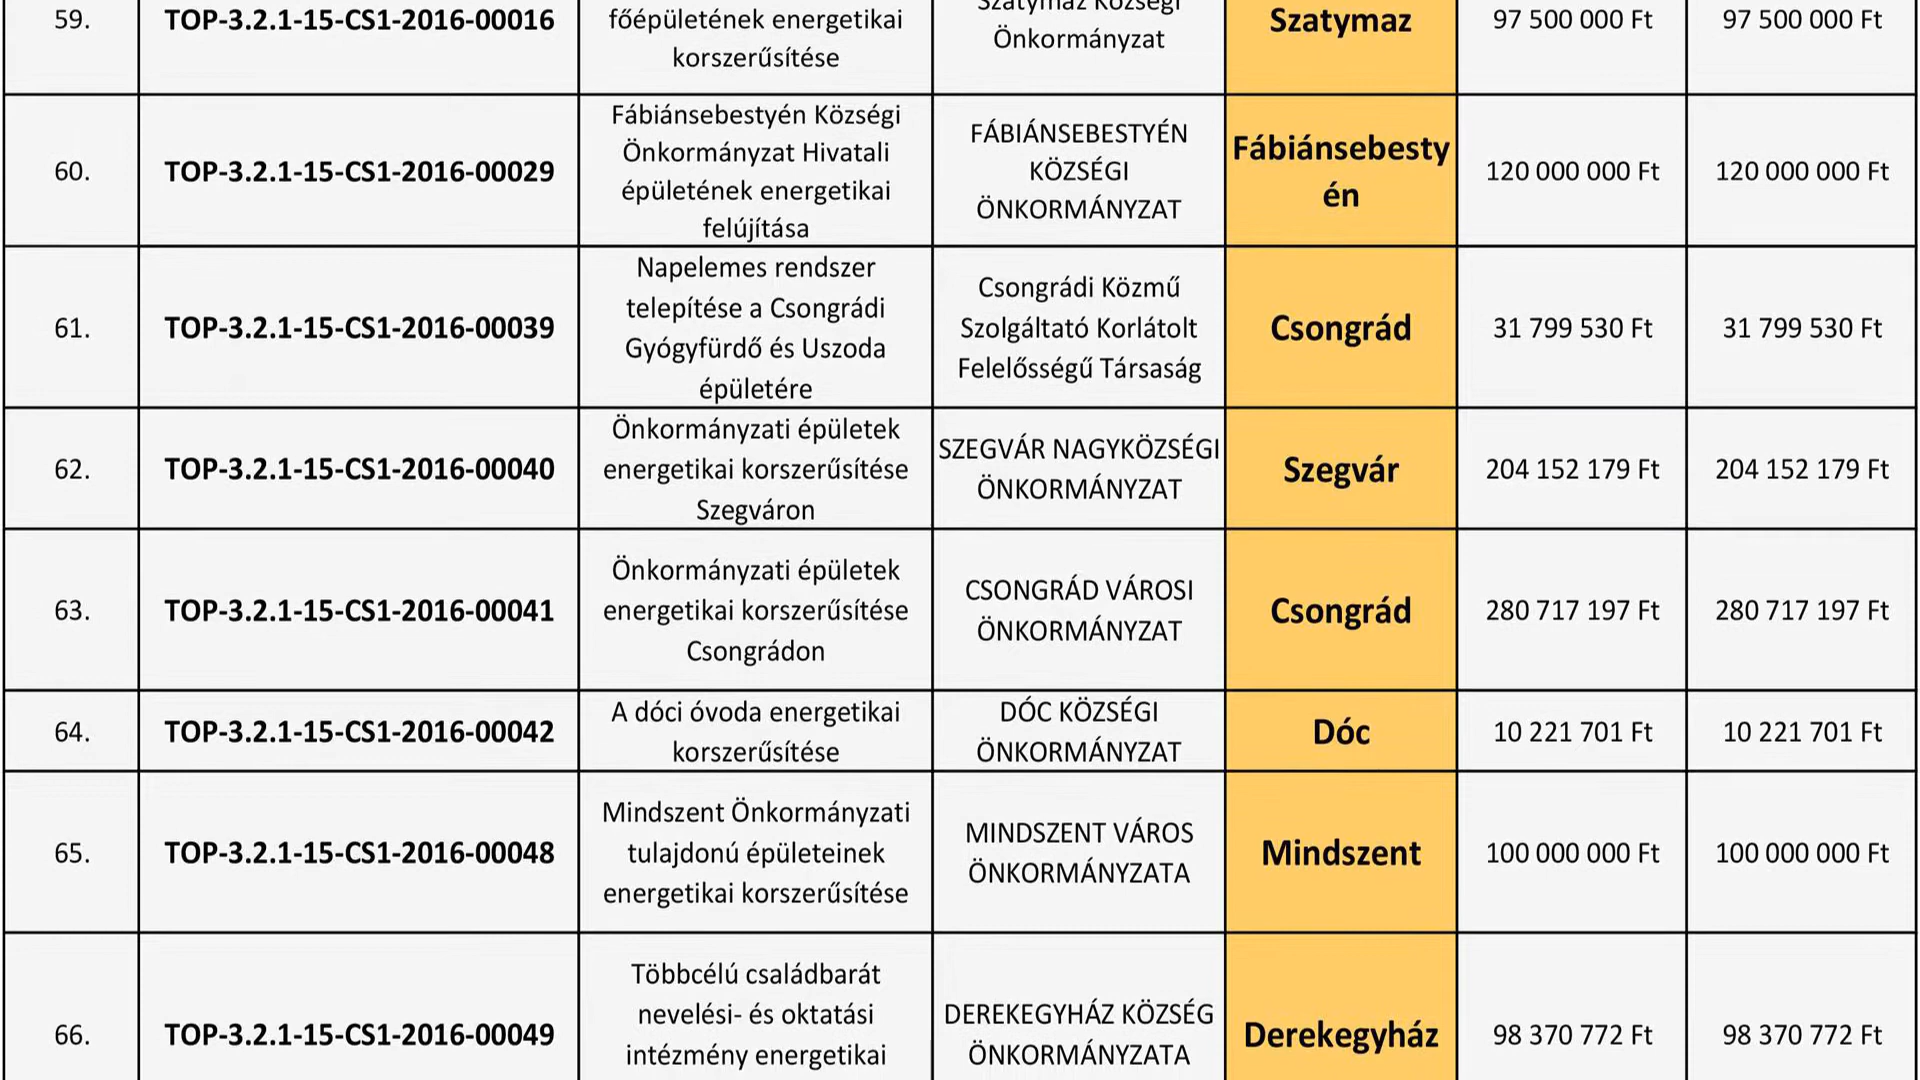 59.
TOP-3.2.1-15-CS1-2016-00016
főépületének energetikai
korszerűsítése
Szatymaz Községi
Önkormányzat
Szatymaz
97 500 000 Ft
97 500 000 Ft
60.
TOP-3.2.1-15-CS1-2016-00029
Fábiánsebestyén Községi
Önkormányzat Hivatali
épületének energetikai
felújítása
FÁBIÁNSEBESTYÉN
KÖZSÉGI
ÖNKORMÁNYZAT
Fábiánsebesty
én
120 000 000 Ft
120 000 000 Ft
61.
TOP-3.2.1-15-CS1-2016-00039
Napelemes rendszer
telepítése a Csongrádi
Gyógyfürdő és Uszoda
épületére
Csongrádi Közmű
Szolgáltató Korlátolt
Felelősségű Társaság
Csongrád
31 799 530 Ft
31 799 530 Ft
62.
TOP-3.2.1-15-CS1-2016-00040
Önkormányzati épületek
energetikai korszerűsítése
Szegváron
SZEGVÁR NAGYKÖZSÉGI
ÖNKORMÁNYZAT
Szegvár
204 152 179 Ft
204 152 179 Ft
63.
TOP-3.2.1-15-CS1-2016-00041
Önkormányzati épületek
energetikai korszerűsítése
Csongrádon
CSONGRÁD VÁROSI
ÖNKORMÁNYZAT
Csongrád
280 717 197 Ft
280 717 197 Ft
64.
TOP-3.2.1-15-CS1-2016-00042
A dóci óvoda energetikai
korszerűsítése
DÓC KÖZSÉGI
ÖNKORMÁNYZAT
Dóc
10 221 701 Ft
10 221 701 Ft
65.
TOP-3.2.1-15-CS1-2016-00048
Mindszent Önkormányzati
tulajdonú épületeinek
energetikai korszerűsítése
MINDSZENT VÁROS
ÖNKORMÁNYZATA
Mindszent
100 000 000 Ft
100 000 000 Ft
66.
TOP-3.2.1-15-CS1-2016-00049
Többcélú családbarát
nevelési- és oktatási
intézmény energetikai
DEREKEGYHÁZ KÖZSÉG
ÖNKORMÁNYZATA
Derekegyház
98 370 772 Ft
98 370 772 Ft